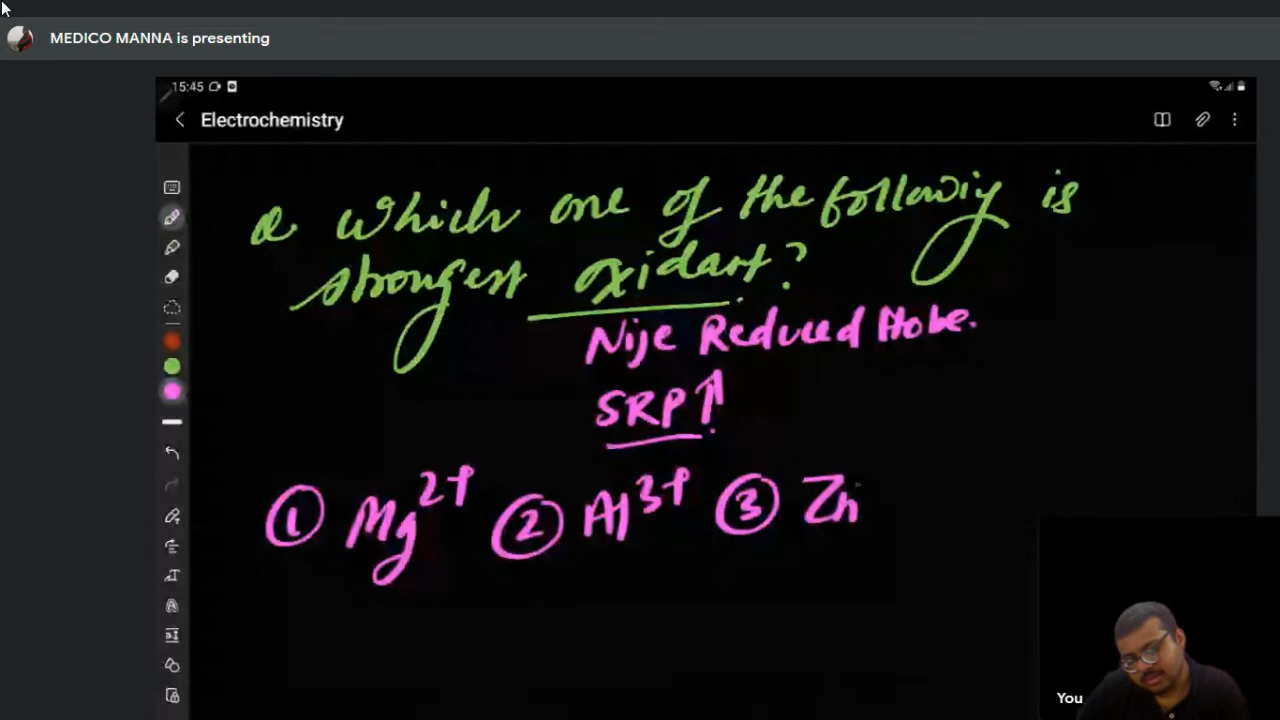 MEDICO MANNA is presenting
15:45
Electrochemistry
Q. Which one of the following is
strongest oxidant?
Nije Reduced Hobe.
SRP↑
① Mg²⁺ ② Al³⁺ ③ Zn
You